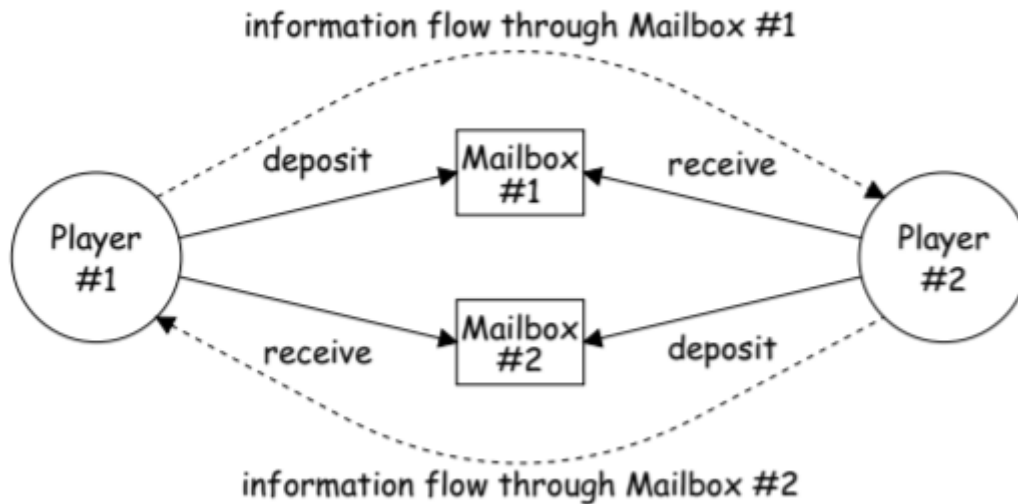 information flow through Mailbox #1
deposit
Mailbox
#1
receive
Player
#1
Player
#2
receive
Mailbox
#2
deposit
information flow through Mailbox #2